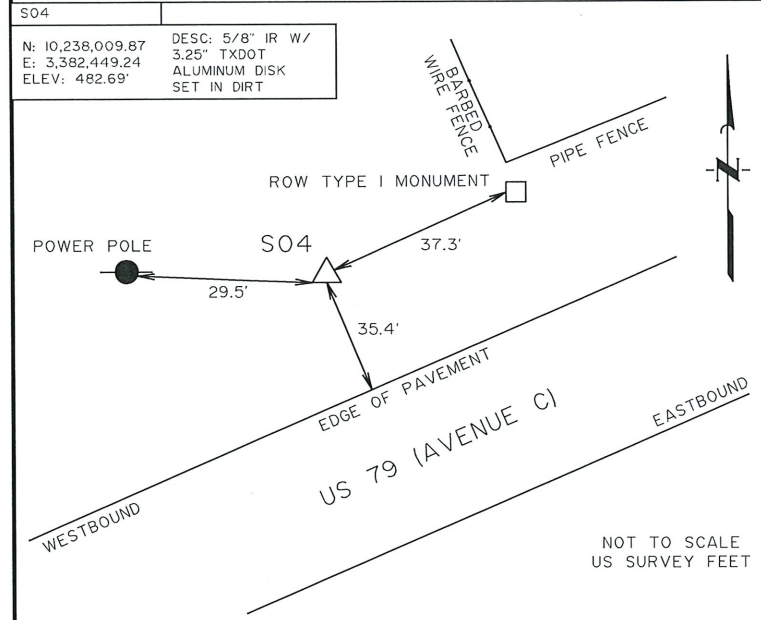 S04
N: 10,238,009.87
E: 3,382,449.24
ELEV: 482.69'
DESC: 5/8" IR W/
3.25" TXDOT
ALUMINUM DISK
SET IN DIRT
BARBED
WIRE FENCE
PIPE FENCE
ROW TYPE I MONUMENT
N
POWER POLE
S04
37.3'
29.5'
35.4'
EDGE OF PAVEMENT
US 79 (AVENUE C)
EASTBOUND
WESTBOUND
NOT TO SCALE
US SURVEY FEET